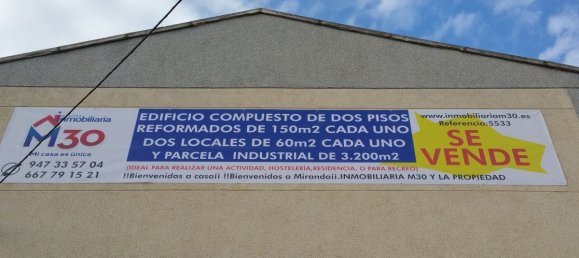 inmobiliaria
M30
Mi casa es única
947 33 57 04
667 79 15 21
EDIFICIO COMPUESTO DE DOS PISOS
REFORMADOS DE 150m2 CADA UNO
DOS LOCALES DE 60m2 CADA UNO
Y PARCELA INDUSTRIAL DE 3.200m2
(IDEAL PARA REALIZAR UNA ACTIVIDAD, HOSTELERÍA,RESIDENCIA, O PARA RECREO)
!!Bienvenidos a casa¡¡ !!Bienvenidos a Miranda¡¡.INMOBILIARIA M30 Y LA PROPIEDAD
www.inmobiliariam30.es
Referencia:5533
SE
VENDE